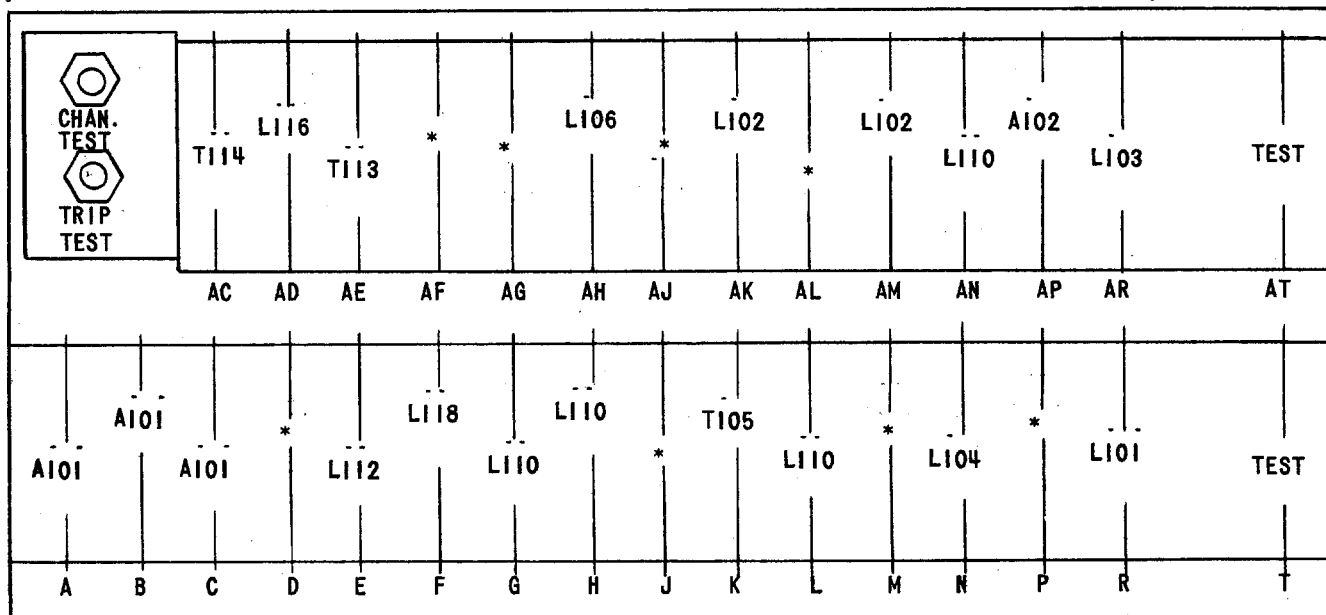 CHAN.
TEST
TRIP
TEST
T114 L116 T113 * * L106 * L102 * L102 L110 A102 L103 TEST
AC AD AE AF AG AH AJ AK AL AM AN AP AR AT
A101 A101 A101 * L112 L118 L110 L110 * T105 L110 * L104 * L101 TEST
A B C D E F G H J K L M N P R T